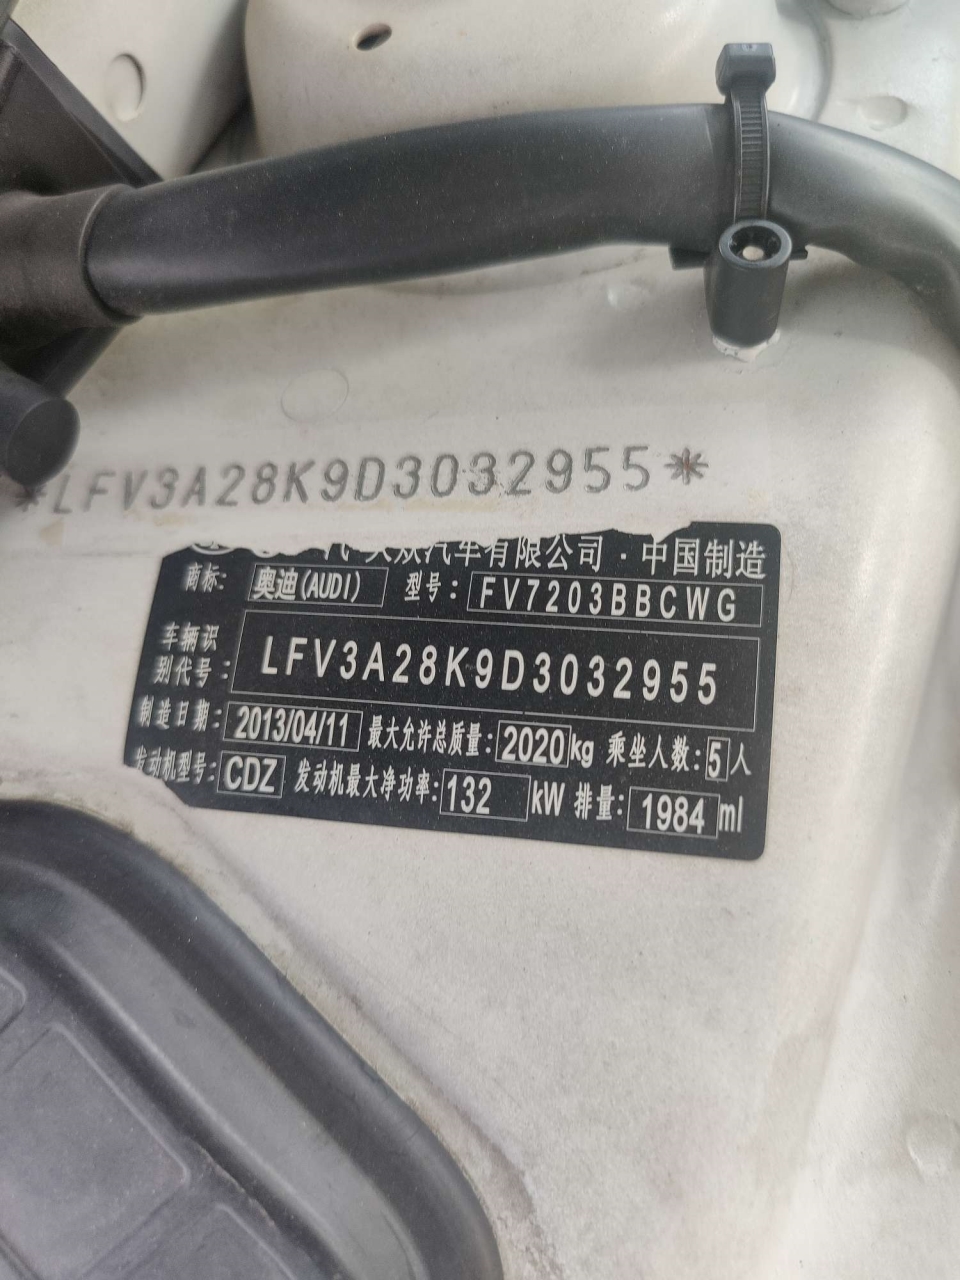 *LFV3A28K9D3032955*
汽车有限公司·中国制造
商标: 奥迪(AUDI) 型号: FV7203BBCWG
车辆识别代号: LFV3A28K9D3032955
制造日期: 2013/04/11 最大允许总质量: 2020kg 乘坐人数: 5人
发动机型号: CDZ 发动机最大净功率: 132 kW 排量: 1984 ml